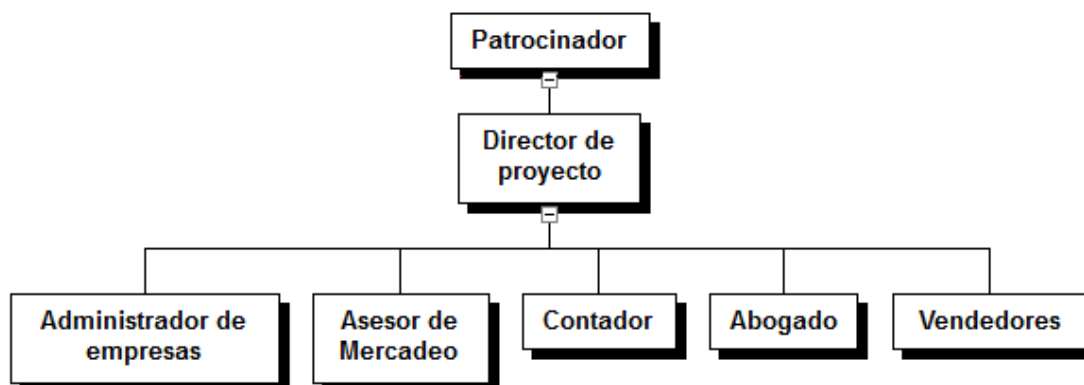 Patrocinador
Director de
proyecto
Administrador de
empresas
Asesor de
Mercadeo
Contador
Abogado
Vendedores